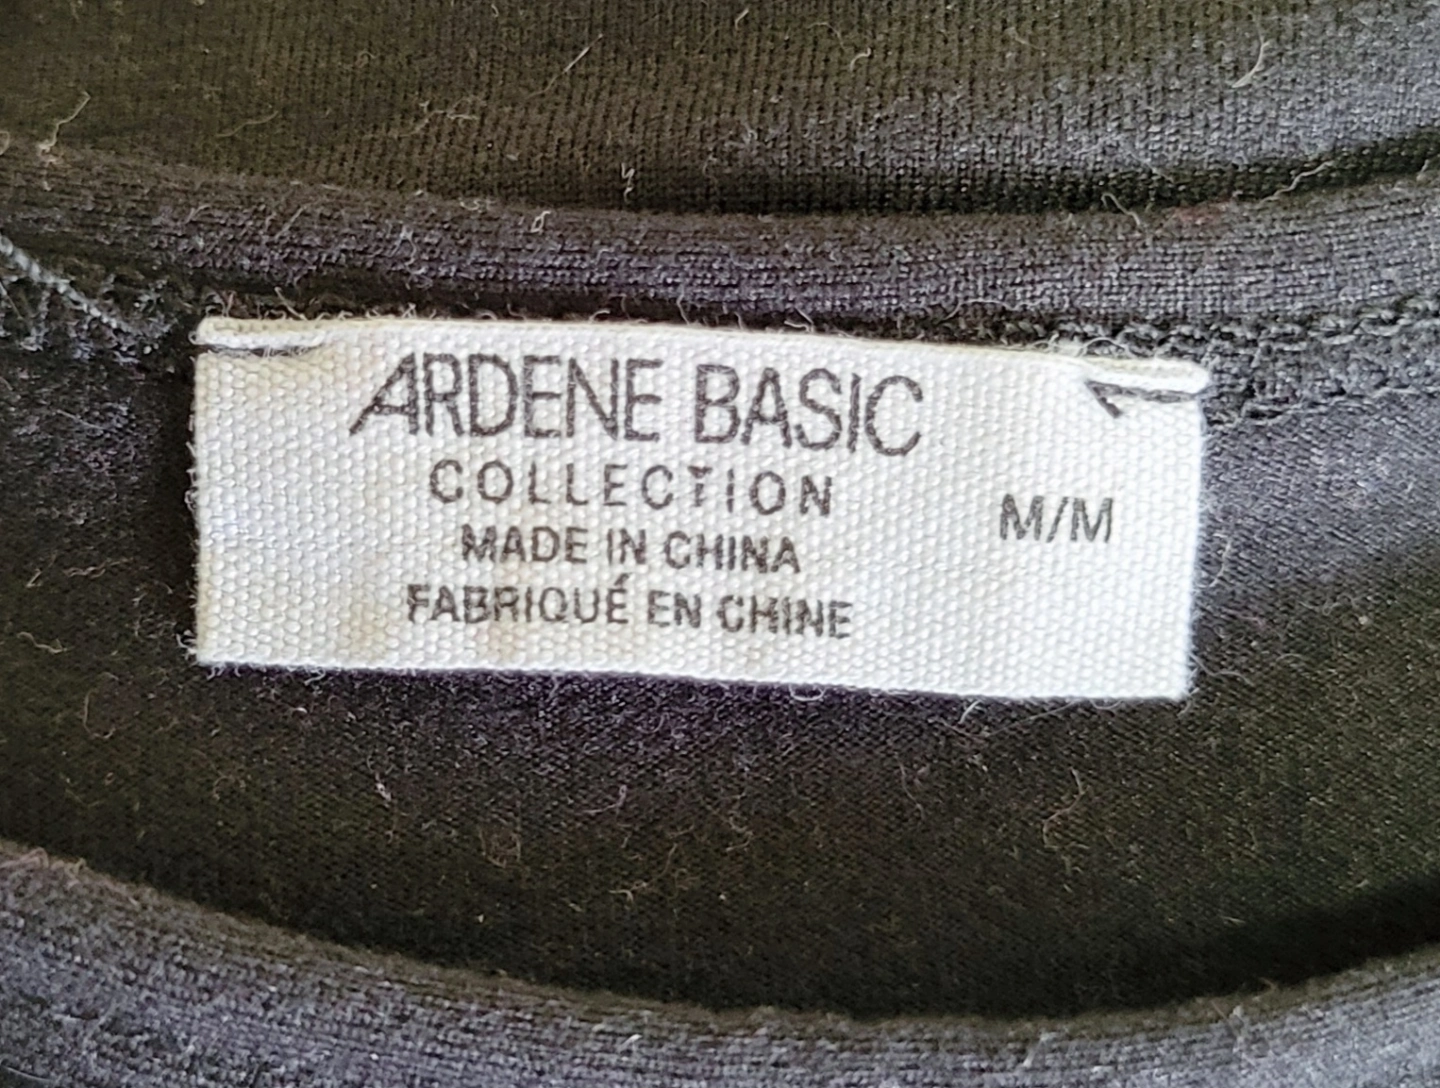 ARDENE BASIC
COLLECTION
M/M
MADE IN CHINA
FABRIQUÉ EN CHINE